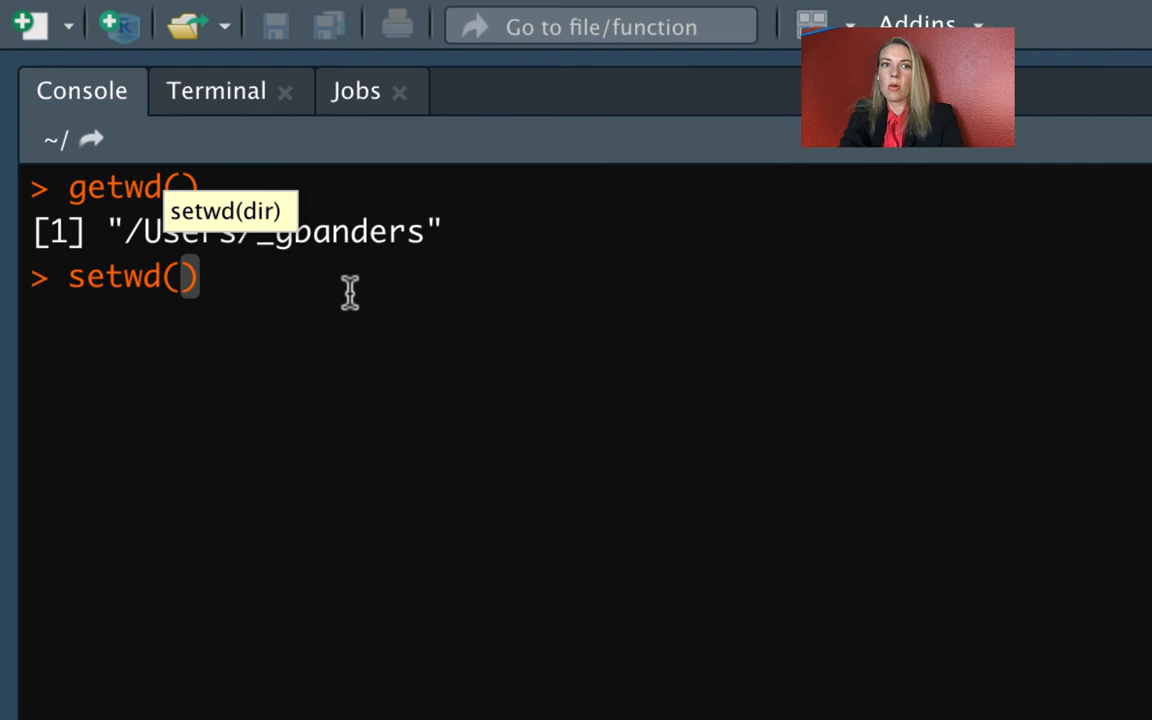 Go to file/function
Addins
Console
Terminal
Jobs
~/
> getwd()
setwd(dir)
[1] "/Users/_gbanders"
> setwd()